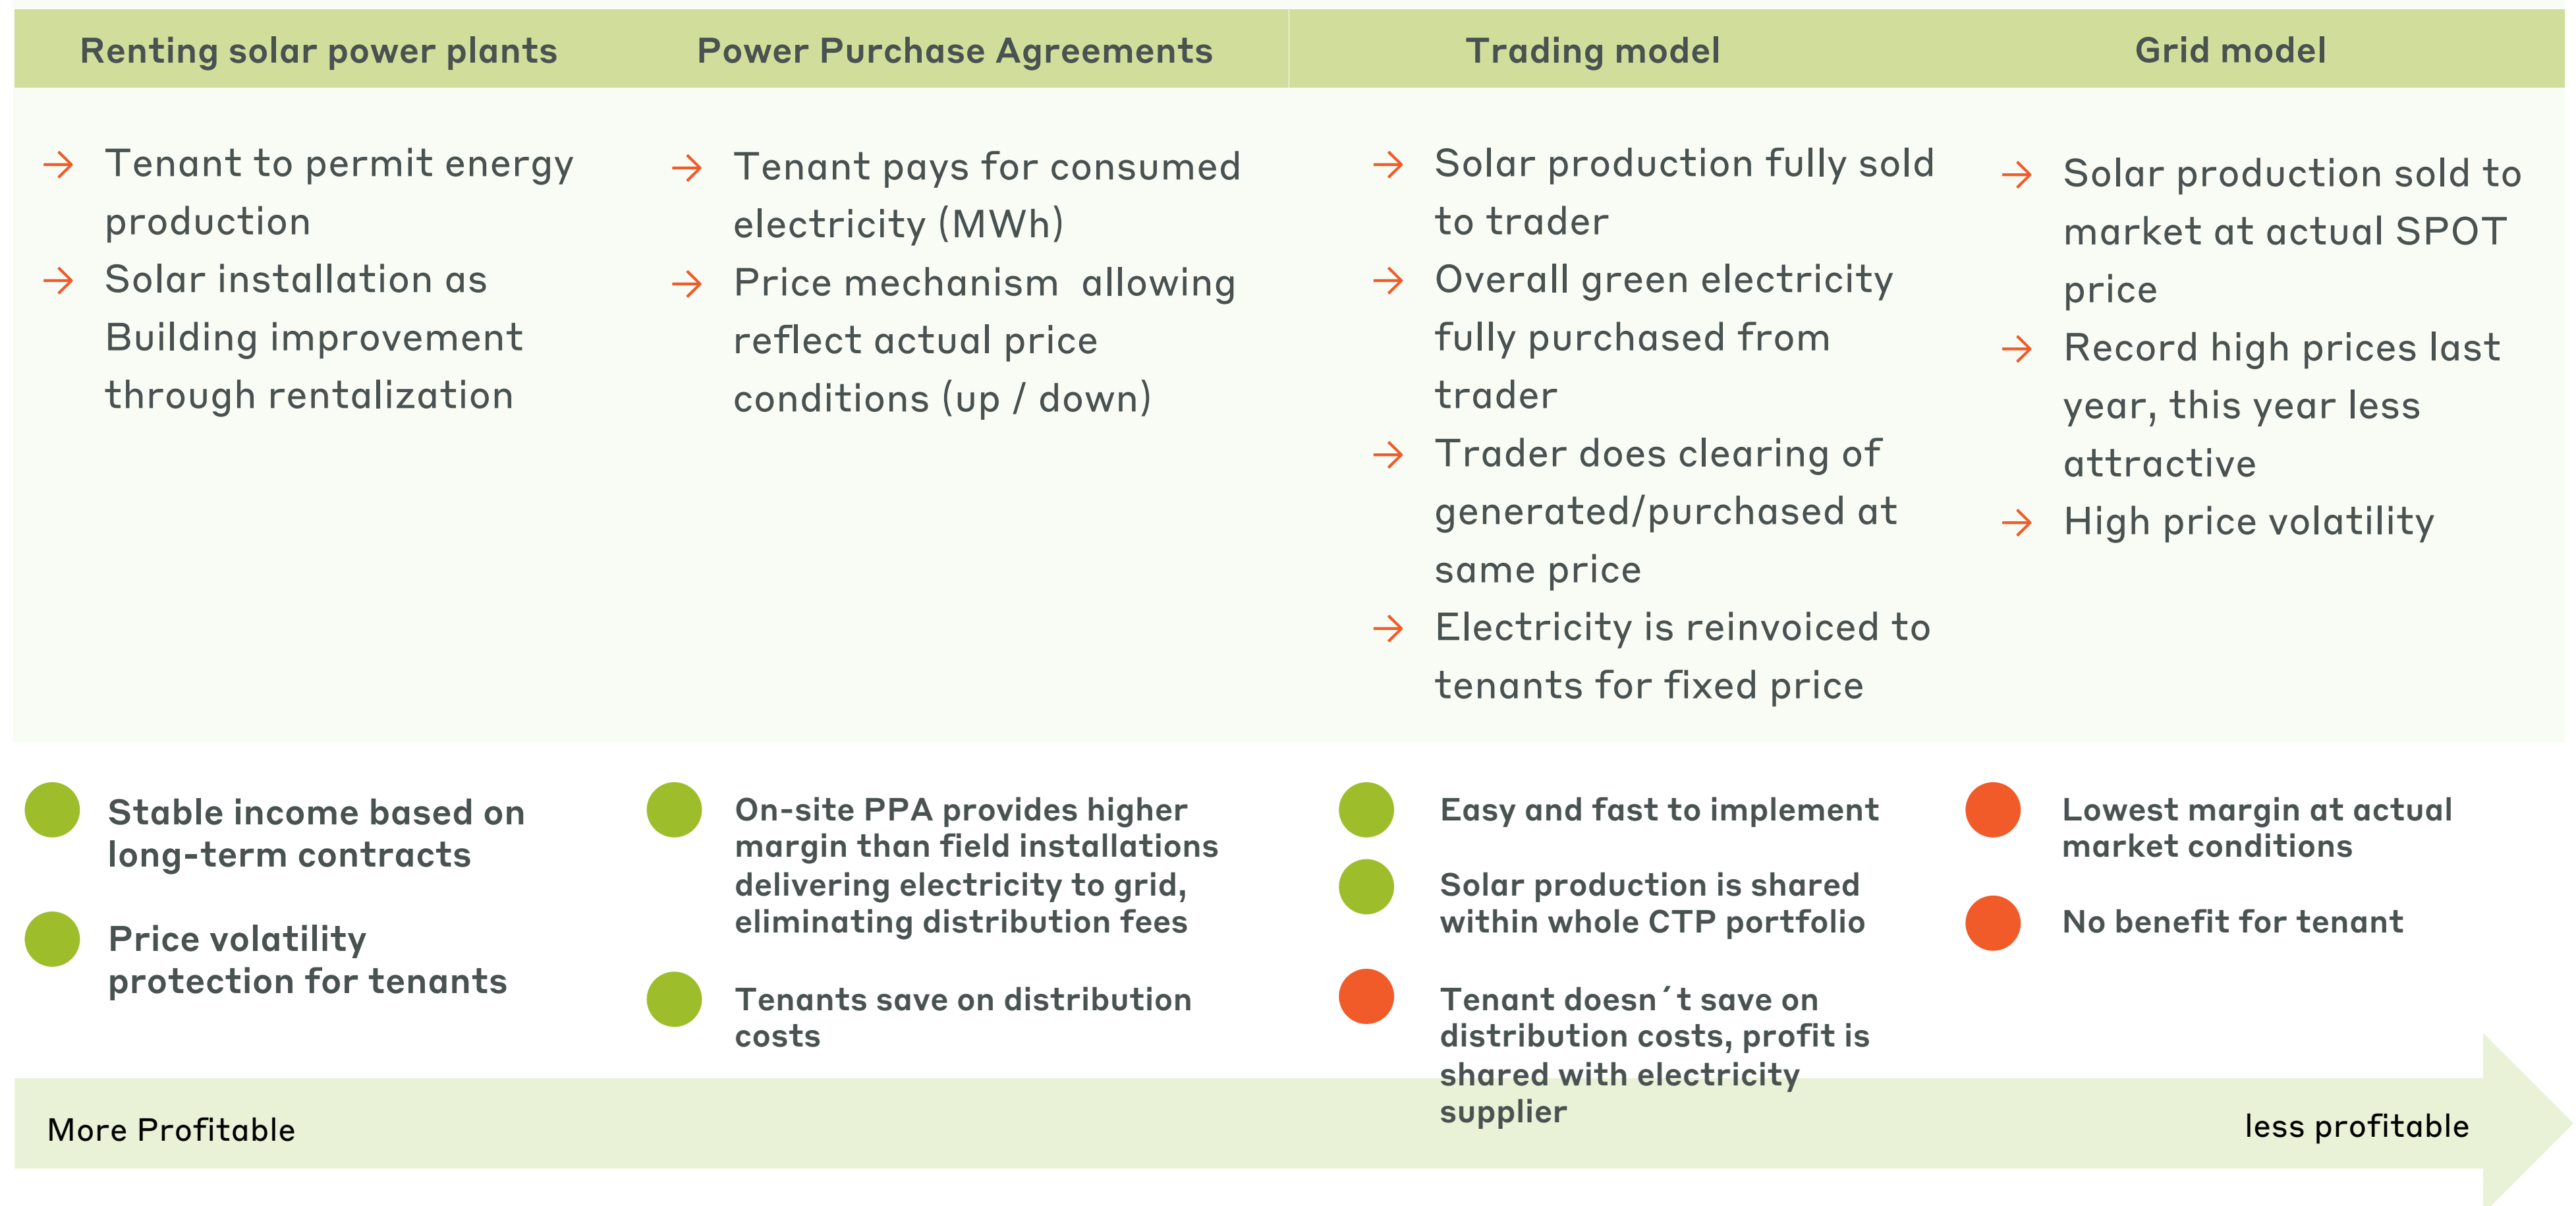 Renting solar power plants
Power Purchase Agreements
Trading model
Grid model
Tenant to permit energy
production
Solar installation as
Building improvement
through rentalization
Tenant pays for consumed
electricity (MWh)
Price mechanism  allowing
reflect actual price
conditions (up / down)
Solar production fully sold
to trader
Overall green electricity
fully purchased from
trader
Trader does clearing of
generated/purchased at
same price
Electricity is reinvoiced to
tenants for fixed price
Solar production sold to
market at actual SPOT
price
Record high prices last
year, this year less
attractive
High price volatility
Stable income based on
long-term contracts
Price volatility
protection for tenants
On-site PPA provides higher
margin than field installations
delivering electricity to grid,
eliminating distribution fees
Tenants save on distribution
costs
Easy and fast to implement
Solar production is shared
within whole CTP portfolio
Tenant doesn´t save on
distribution costs, profit is
shared with electricity
supplier
Lowest margin at actual
market conditions
No benefit for tenant
More Profitable
less profitable